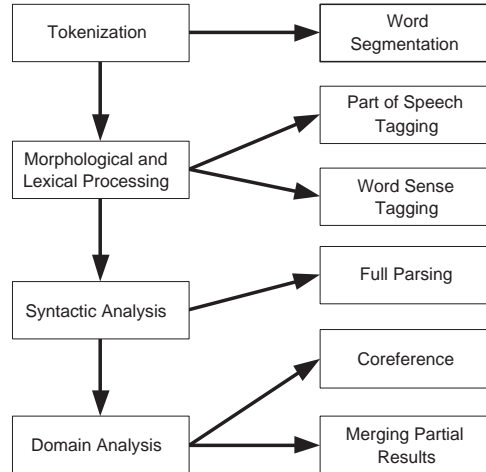 Tokenization
Word
Segmentation
Part of Speech
Tagging
Morphological and
Lexical Processing
Word Sense
Tagging
Full Parsing
Syntactic Analysis
Coreference
Domain Analysis
Merging Partial
Results